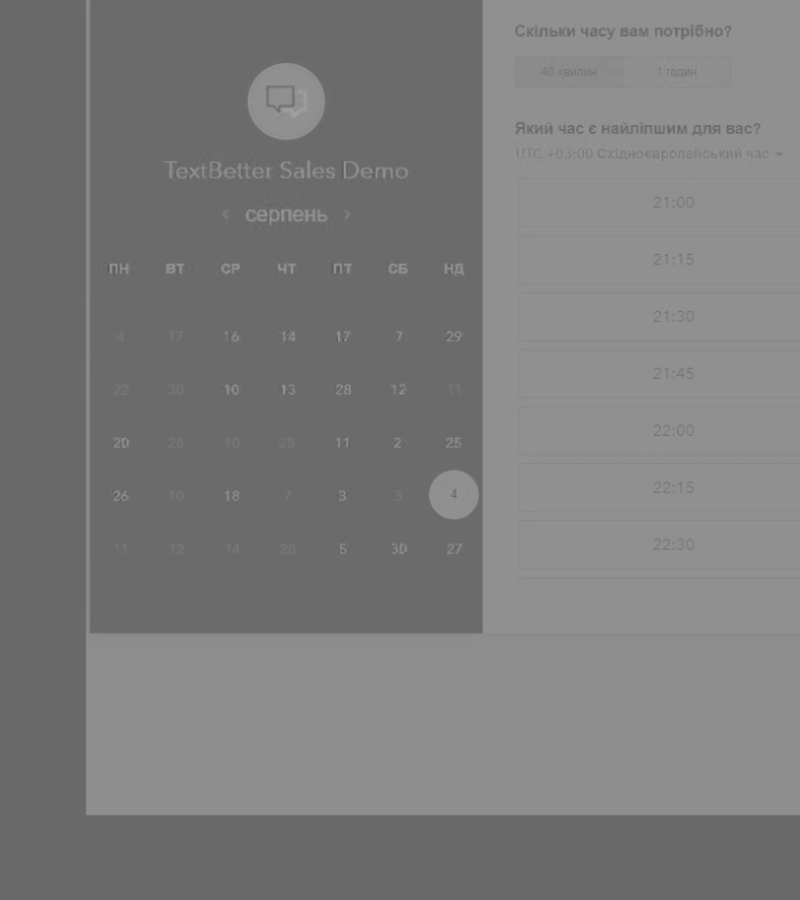 TextBetter Sales Demo
< серпень >
ПН ВТ СР ЧТ ПТ СБ НД
4 17 16 14 17 7 29
22 30 10 13 28 12 11
20 26 10 25 11 2 25
26 10 18 7 3 3 4
11 12 14 28 5 30 27
Скільки часу вам потрібно?
40 хвилин 1 годин
Який час є найліпшим для вас?
UTC +03:00 Східноєвропейський час
21:00
21:15
21:30
21:45
22:00
22:15
22:30